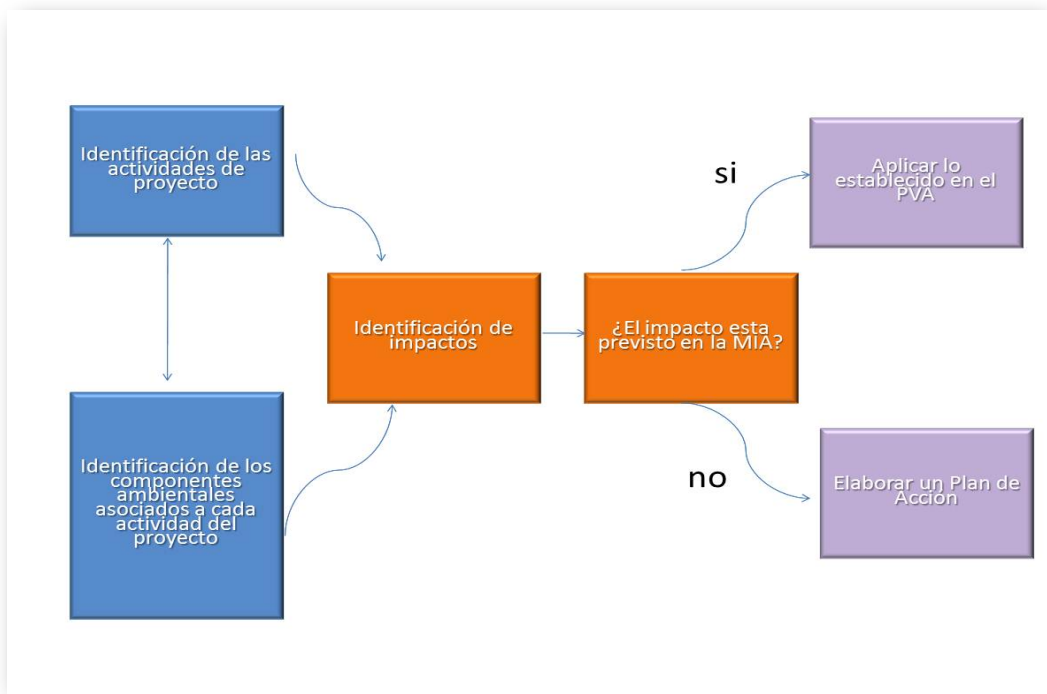 Identificación de las
actividades de
proyecto
Identificación de los
componentes
ambientales
asociados a cada
actividad del
proyecto
Identificación de
impactos
¿El impacto esta
previsto en la MIA?
si
Aplicar lo
establecido en el
PVA
no
Elaborar un Plan de
Acción